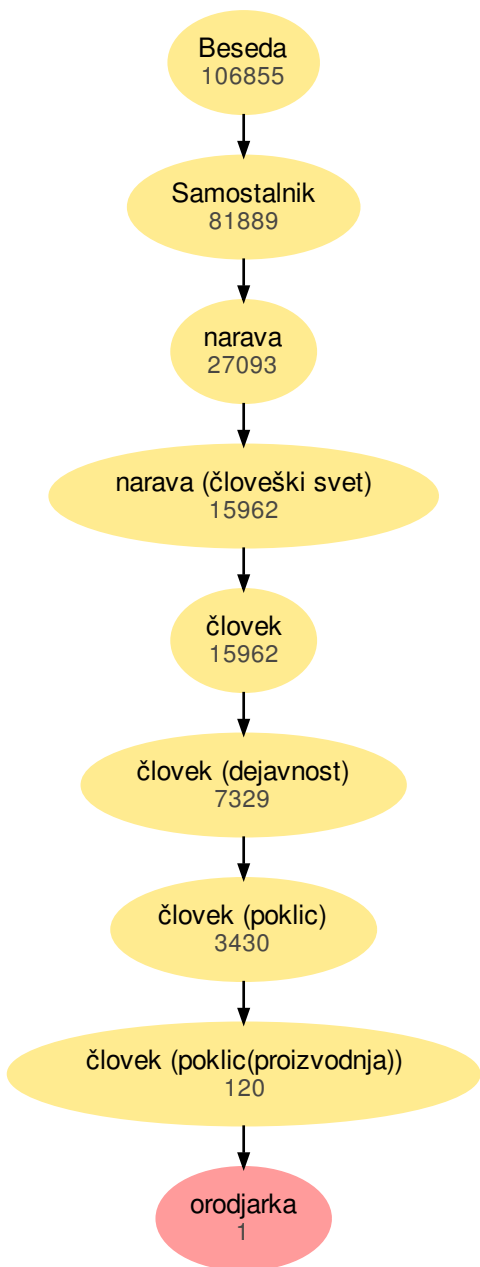 Beseda
106855
Samostalnik
81889
narava
27093
narava (človeški svet)
15962
človek
15962
človek (dejavnost)
7329
človek (poklic)
3430
človek (poklic(proizvodnja))
120
orodjarka
1